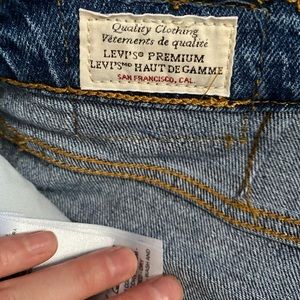 Quality Clothing
Vêtements de qualité
LEVI'S® PREMIUM
LEVI'S MD HAUT DE GAMME
SAN FRANCISCO, CAL.